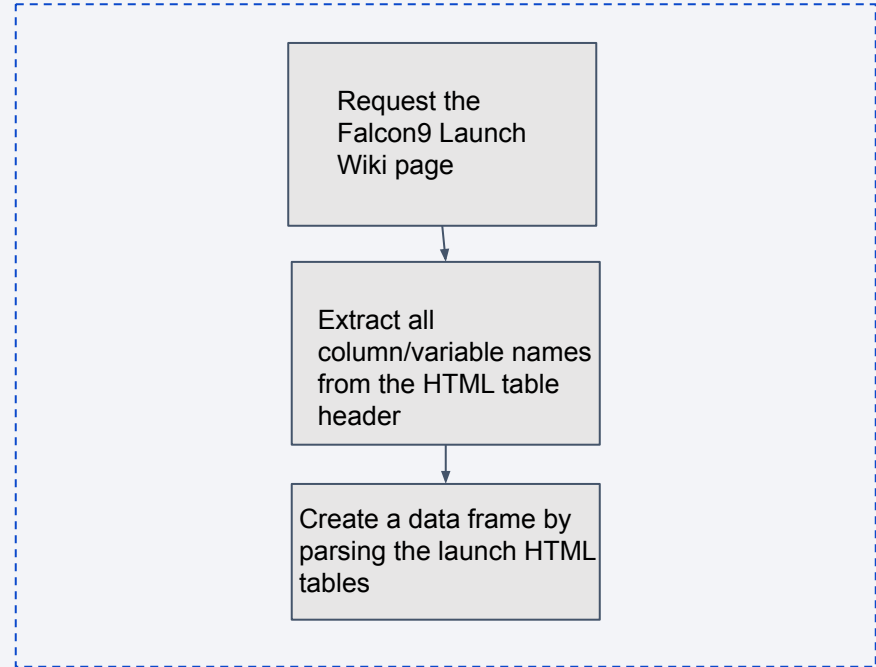 Request the
Falcon9 Launch
Wiki page
Extract all
column/variable names
from the HTML table
header
Create a data frame by
parsing the launch HTML
tables